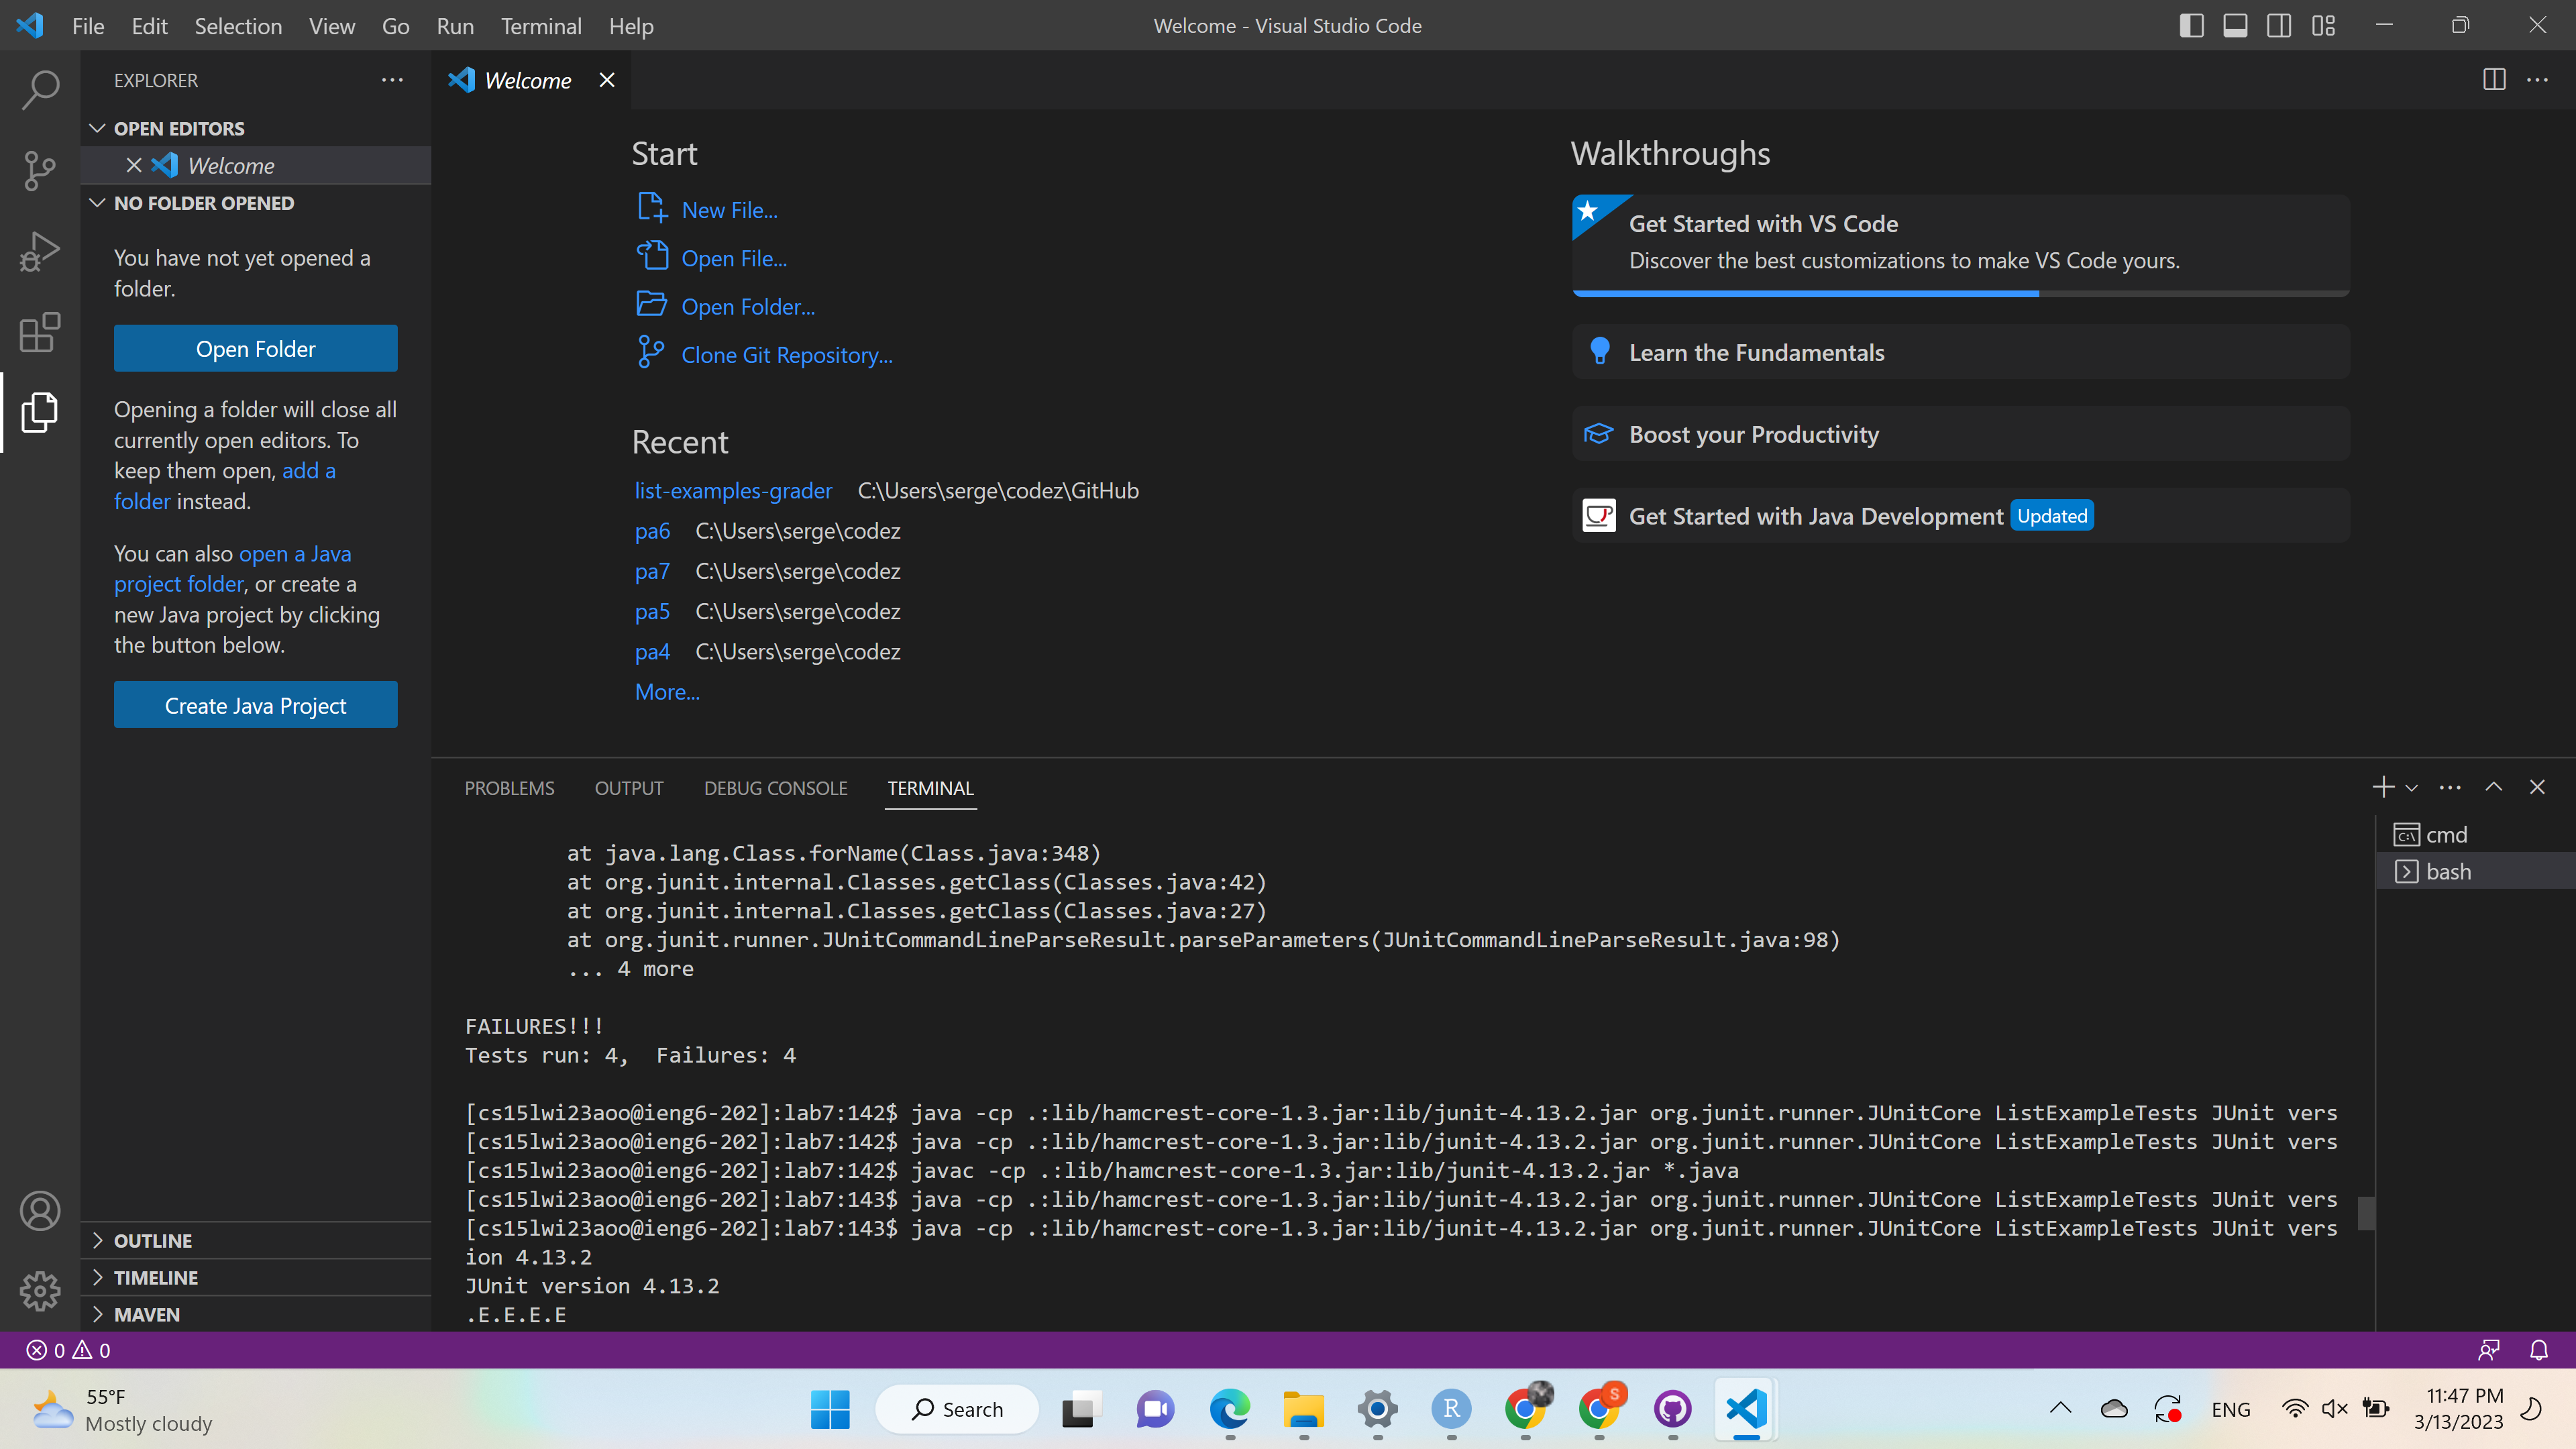 File Edit Selection View Go Run Terminal Help
Welcome - Visual Studio Code
EXPLORER
OPEN EDITORS
Welcome
NO FOLDER OPENED
You have not yet opened a
folder.
Open Folder
Opening a folder will close all
currently open editors. To
keep them open, add a
folder instead.
You can also open a Java
project folder, or create a
new Java project by clicking
the button below.
Create Java Project
OUTLINE
TIMELINE
MAVEN
Welcome
Start
New File...
Open File...
Open Folder...
Clone Git Repository...
Recent
list-examples-grader C:\Users\serge\codez\GitHub
pa6 C:\Users\serge\codez
pa7 C:\Users\serge\codez
pa5 C:\Users\serge\codez
pa4 C:\Users\serge\codez
More...
Walkthroughs
Get Started with VS Code
Discover the best customizations to make VS Code yours.
Learn the Fundamentals
Boost your Productivity
Get Started with Java Development Updated
PROBLEMS OUTPUT DEBUG CONSOLE TERMINAL
at java.lang.Class.forName(Class.java:348)
at org.junit.internal.Classes.getClass(Classes.java:42)
at org.junit.internal.Classes.getClass(Classes.java:27)
at org.junit.runner.JUnitCommandLineParseResult.parseParameters(JUnitCommandLineParseResult.java:98)
... 4 more
FAILURES!!!
Tests run: 4,  Failures: 4
[cs15lwi23aoo@ieng6-202]:lab7:142$ java -cp .:lib/hamcrest-core-1.3.jar:lib/junit-4.13.2.jar org.junit.runner.JUnitCore ListExampleTests JUnit vers
[cs15lwi23aoo@ieng6-202]:lab7:142$ java -cp .:lib/hamcrest-core-1.3.jar:lib/junit-4.13.2.jar org.junit.runner.JUnitCore ListExampleTests JUnit vers
[cs15lwi23aoo@ieng6-202]:lab7:142$ javac -cp .:lib/hamcrest-core-1.3.jar:lib/junit-4.13.2.jar *.java
[cs15lwi23aoo@ieng6-202]:lab7:143$ java -cp .:lib/hamcrest-core-1.3.jar:lib/junit-4.13.2.jar org.junit.runner.JUnitCore ListExampleTests JUnit vers
[cs15lwi23aoo@ieng6-202]:lab7:143$ java -cp .:lib/hamcrest-core-1.3.jar:lib/junit-4.13.2.jar org.junit.runner.JUnitCore ListExampleTests JUnit vers
ion 4.13.2
JUnit version 4.13.2
.E.E.E.E
cmd
bash
0 0
55°F
Mostly cloudy
Search
R
S
ENG
11:47 PM
3/13/2023